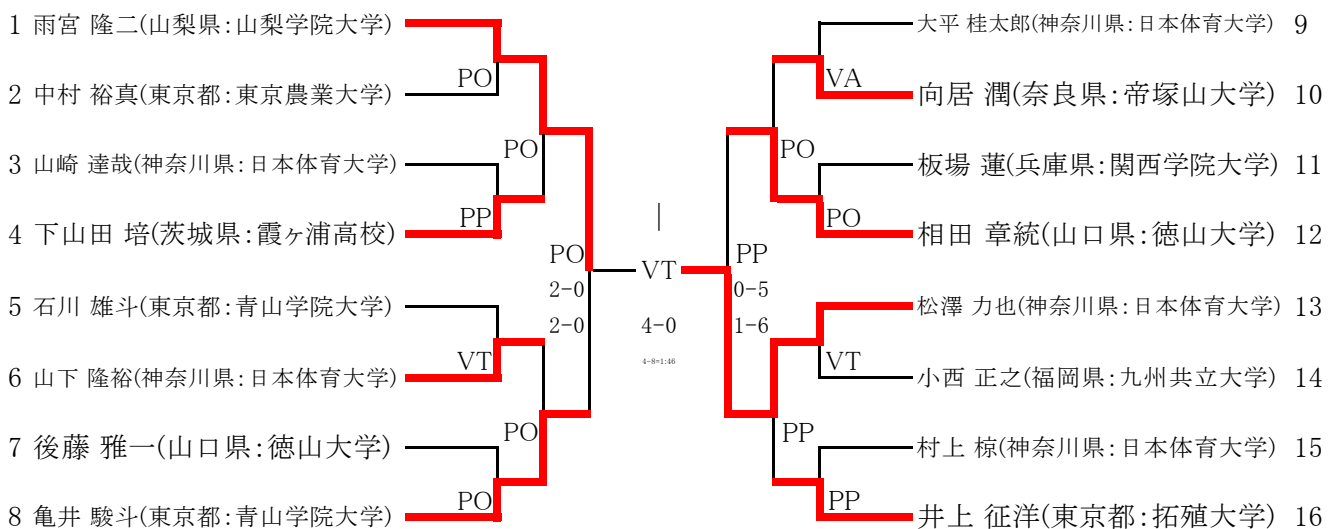 1 雨宮 隆二(山梨県:山梨学院大学)
PO
2 中村 裕真(東京都:東京農業大学)
PO
3 山崎 達哉(神奈川県:日本体育大学)
PP
4 下山田 培(茨城県:霞ヶ浦高校)
PO
2-0
2-0
5 石川 雄斗(東京都:青山学院大学)
VT
6 山下 隆裕(神奈川県:日本体育大学)
PO
7 後藤 雅一(山口県:徳山大学)
PO
8 亀井 駿斗(東京都:青山学院大学)
|
VT
4-0
4-8=1:46
大平 桂太郎(神奈川県:日本体育大学) 9
VA
向居 潤(奈良県:帝塚山大学) 10
PO
板場 蓮(兵庫県:関西学院大学) 11
PO
相田 章統(山口県:徳山大学) 12
PP
0-5
1-6
松澤 力也(神奈川県:日本体育大学) 13
VT
小西 正之(福岡県:九州共立大学) 14
PP
村上 椋(神奈川県:日本体育大学) 15
PP
井上 征洋(東京都:拓殖大学) 16